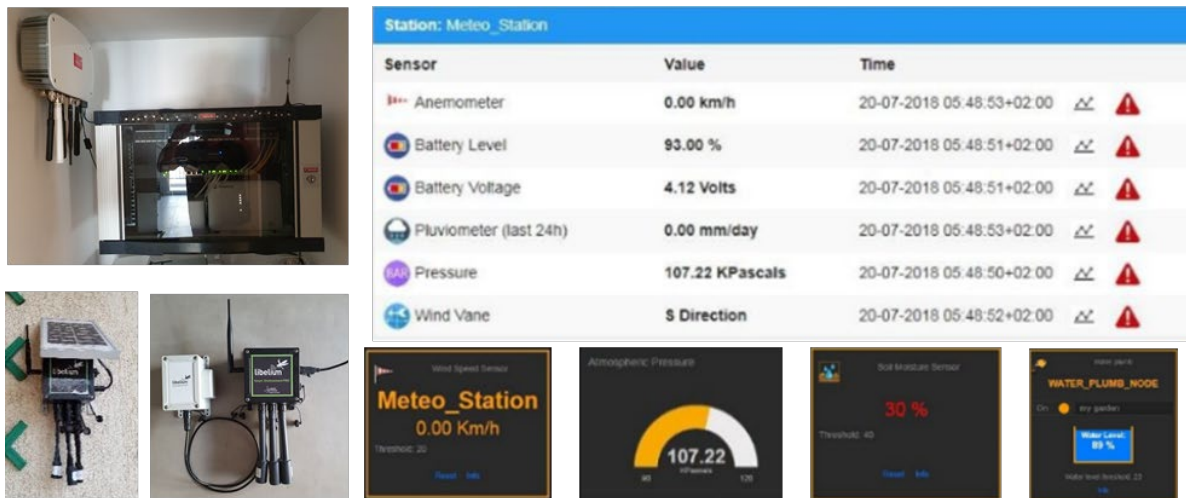 Station: Meteo_Station
Sensor Value Time
Anemometer 0.00 km/h 20-07-2018 05:48:53+02:00
Battery Level 93.00 % 20-07-2018 05:48:51+02:00
Battery Voltage 4.12 Volts 20-07-2018 05:48:51+02:00
Pluviometer (last 24h) 0.00 mm/day 20-07-2018 05:48:53+02:00
BAR Pressure 107.22 KPascals 20-07-2018 05:48:50+02:00
Wind Vane S Direction 20-07-2018 05:48:52+02:00
libelium
libelium
Wind Speed Sensor
Meteo_Station
0.00 Km/h
Threshold: 20
Reset Info
Atmospheric Pressure
107.22
KPascals
Soil Moisture Sensor
30 %
Threshold: 40
Reset Info
WATER_PLUMB_NODE
On my garden
Water Level:
89 %
Info